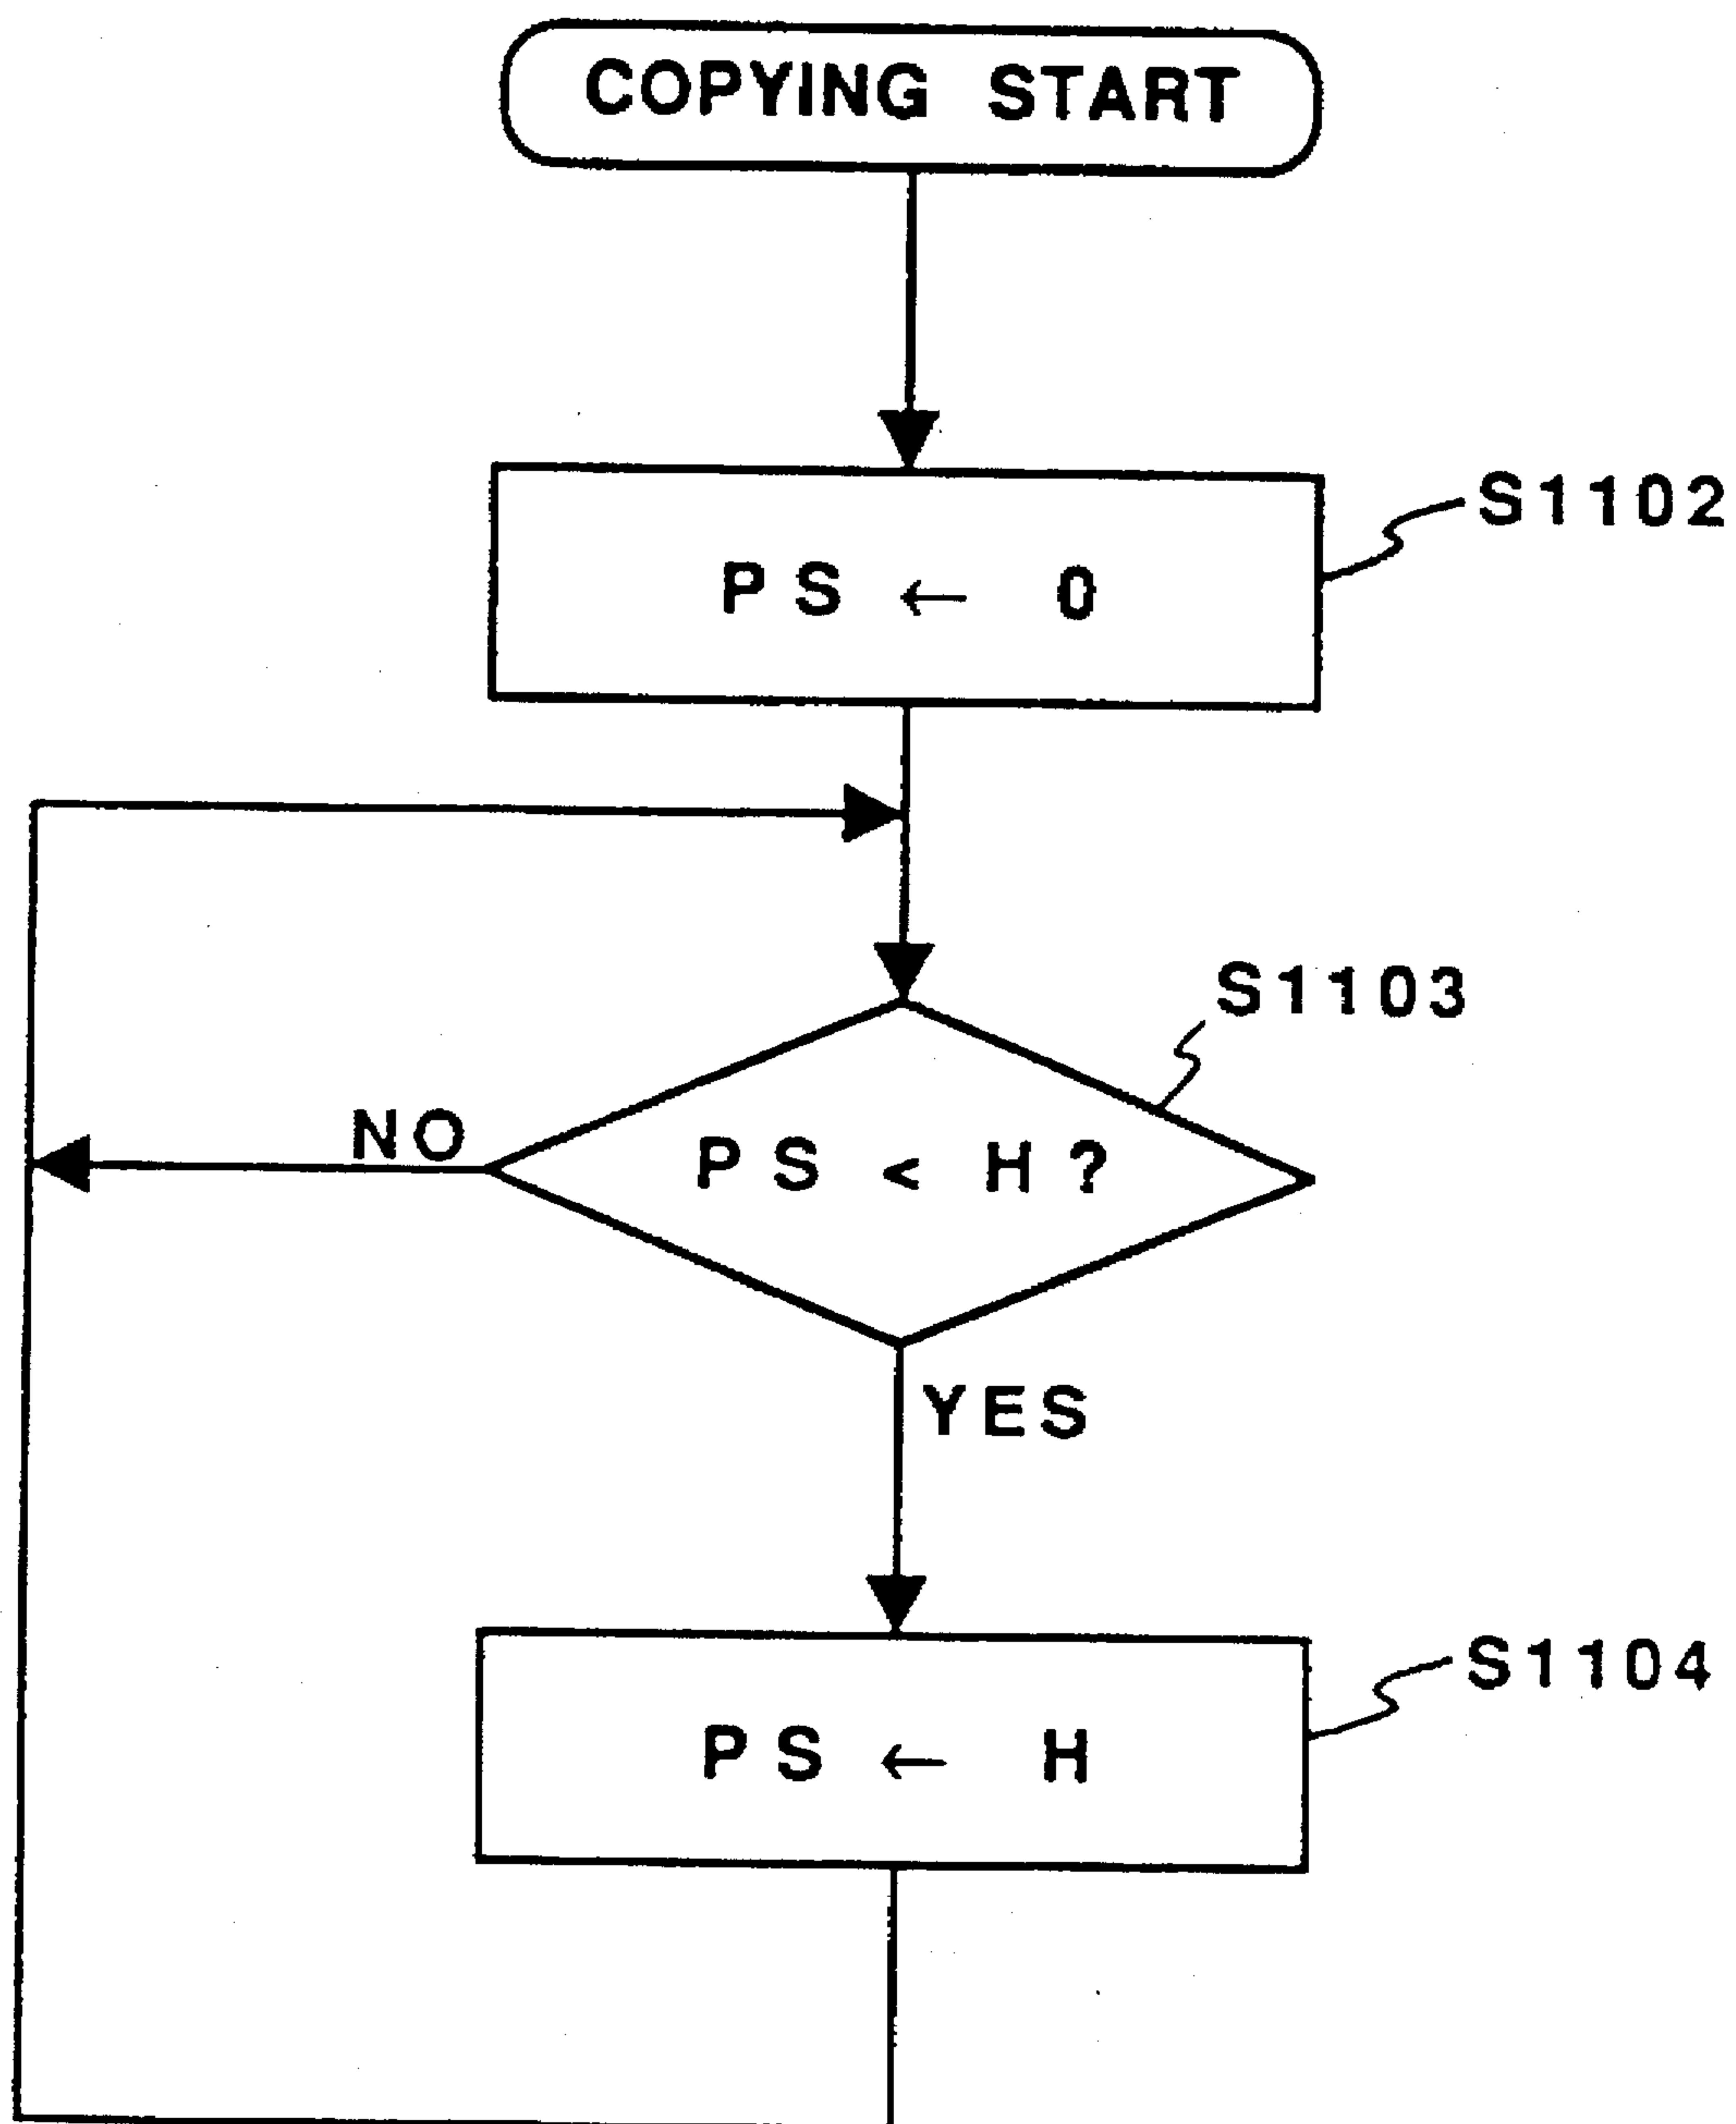 COPYING START
S1102
PS ← 0
S1103
NO
PS < H?
YES
S1104
PS ← H